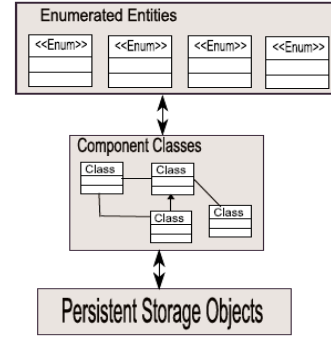 Enumerated Entities
<<Enum>> <<Enum>> <<Enum>> <<Enum>>
Component Classes
Class Class
Class Class
Persistent Storage Objects